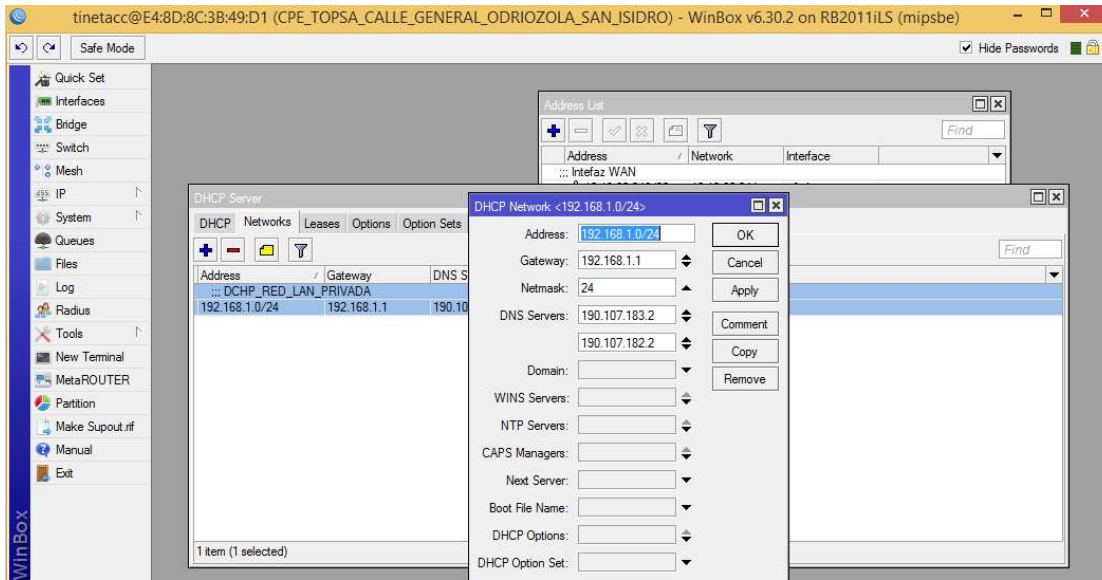 tinetacc@E4:8D:8C:3B:49:D1 (CPE_TOPSA_CALLE_GENERAL_ODRIOZOLA_SAN_ISIDRO) - WinBox v6.30.2 on RB2011iLS (mipsbe)
Safe Mode
Hide Passwords
Quick Set
Interfaces
Bridge
Switch
Mesh
IP
System
Queues
Files
Log
Radius
Tools
New Terminal
MetaROUTER
Partition
Make Supout.rif
Manual
Exit
WinBox
Address List
Find
Address Network Interface
;;; Intefaz WAN
DHCP Server
DHCP Networks Leases Options Option Sets
Find
Address Gateway DNS S
;;; DCHP_RED_LAN_PRIVADA
192.168.1.0/24 192.168.1.1 190.10
1 item (1 selected)
DHCP Network <192.168.1.0/24>
Address: 192.168.1.0/24
Gateway: 192.168.1.1
Netmask: 24
DNS Servers: 190.107.183.2
190.107.182.2
Domain:
WINS Servers:
NTP Servers:
CAPS Managers:
Next Server:
Boot File Name:
DHCP Options:
DHCP Option Set:
OK
Cancel
Apply
Comment
Copy
Remove